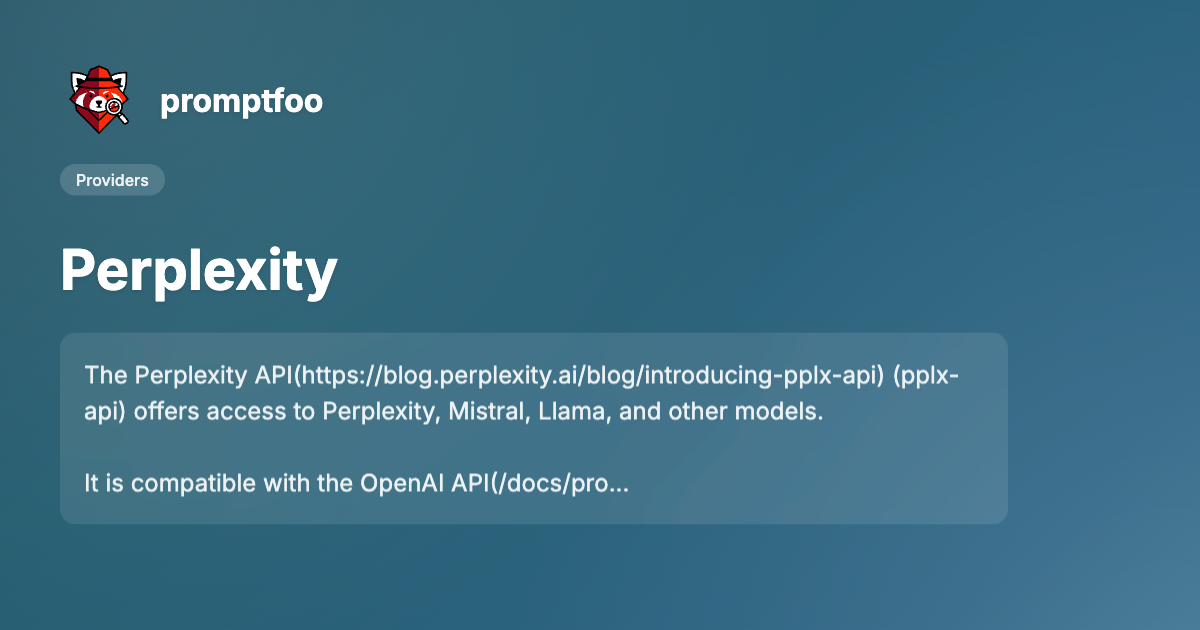 promptfoo
Providers
Perplexity
The Perplexity API(https://blog.perplexity.ai/blog/introducing-pplx-api) (pplx-
api) offers access to Perplexity, Mistral, Llama, and other models.
It is compatible with the OpenAI API(/docs/pro...